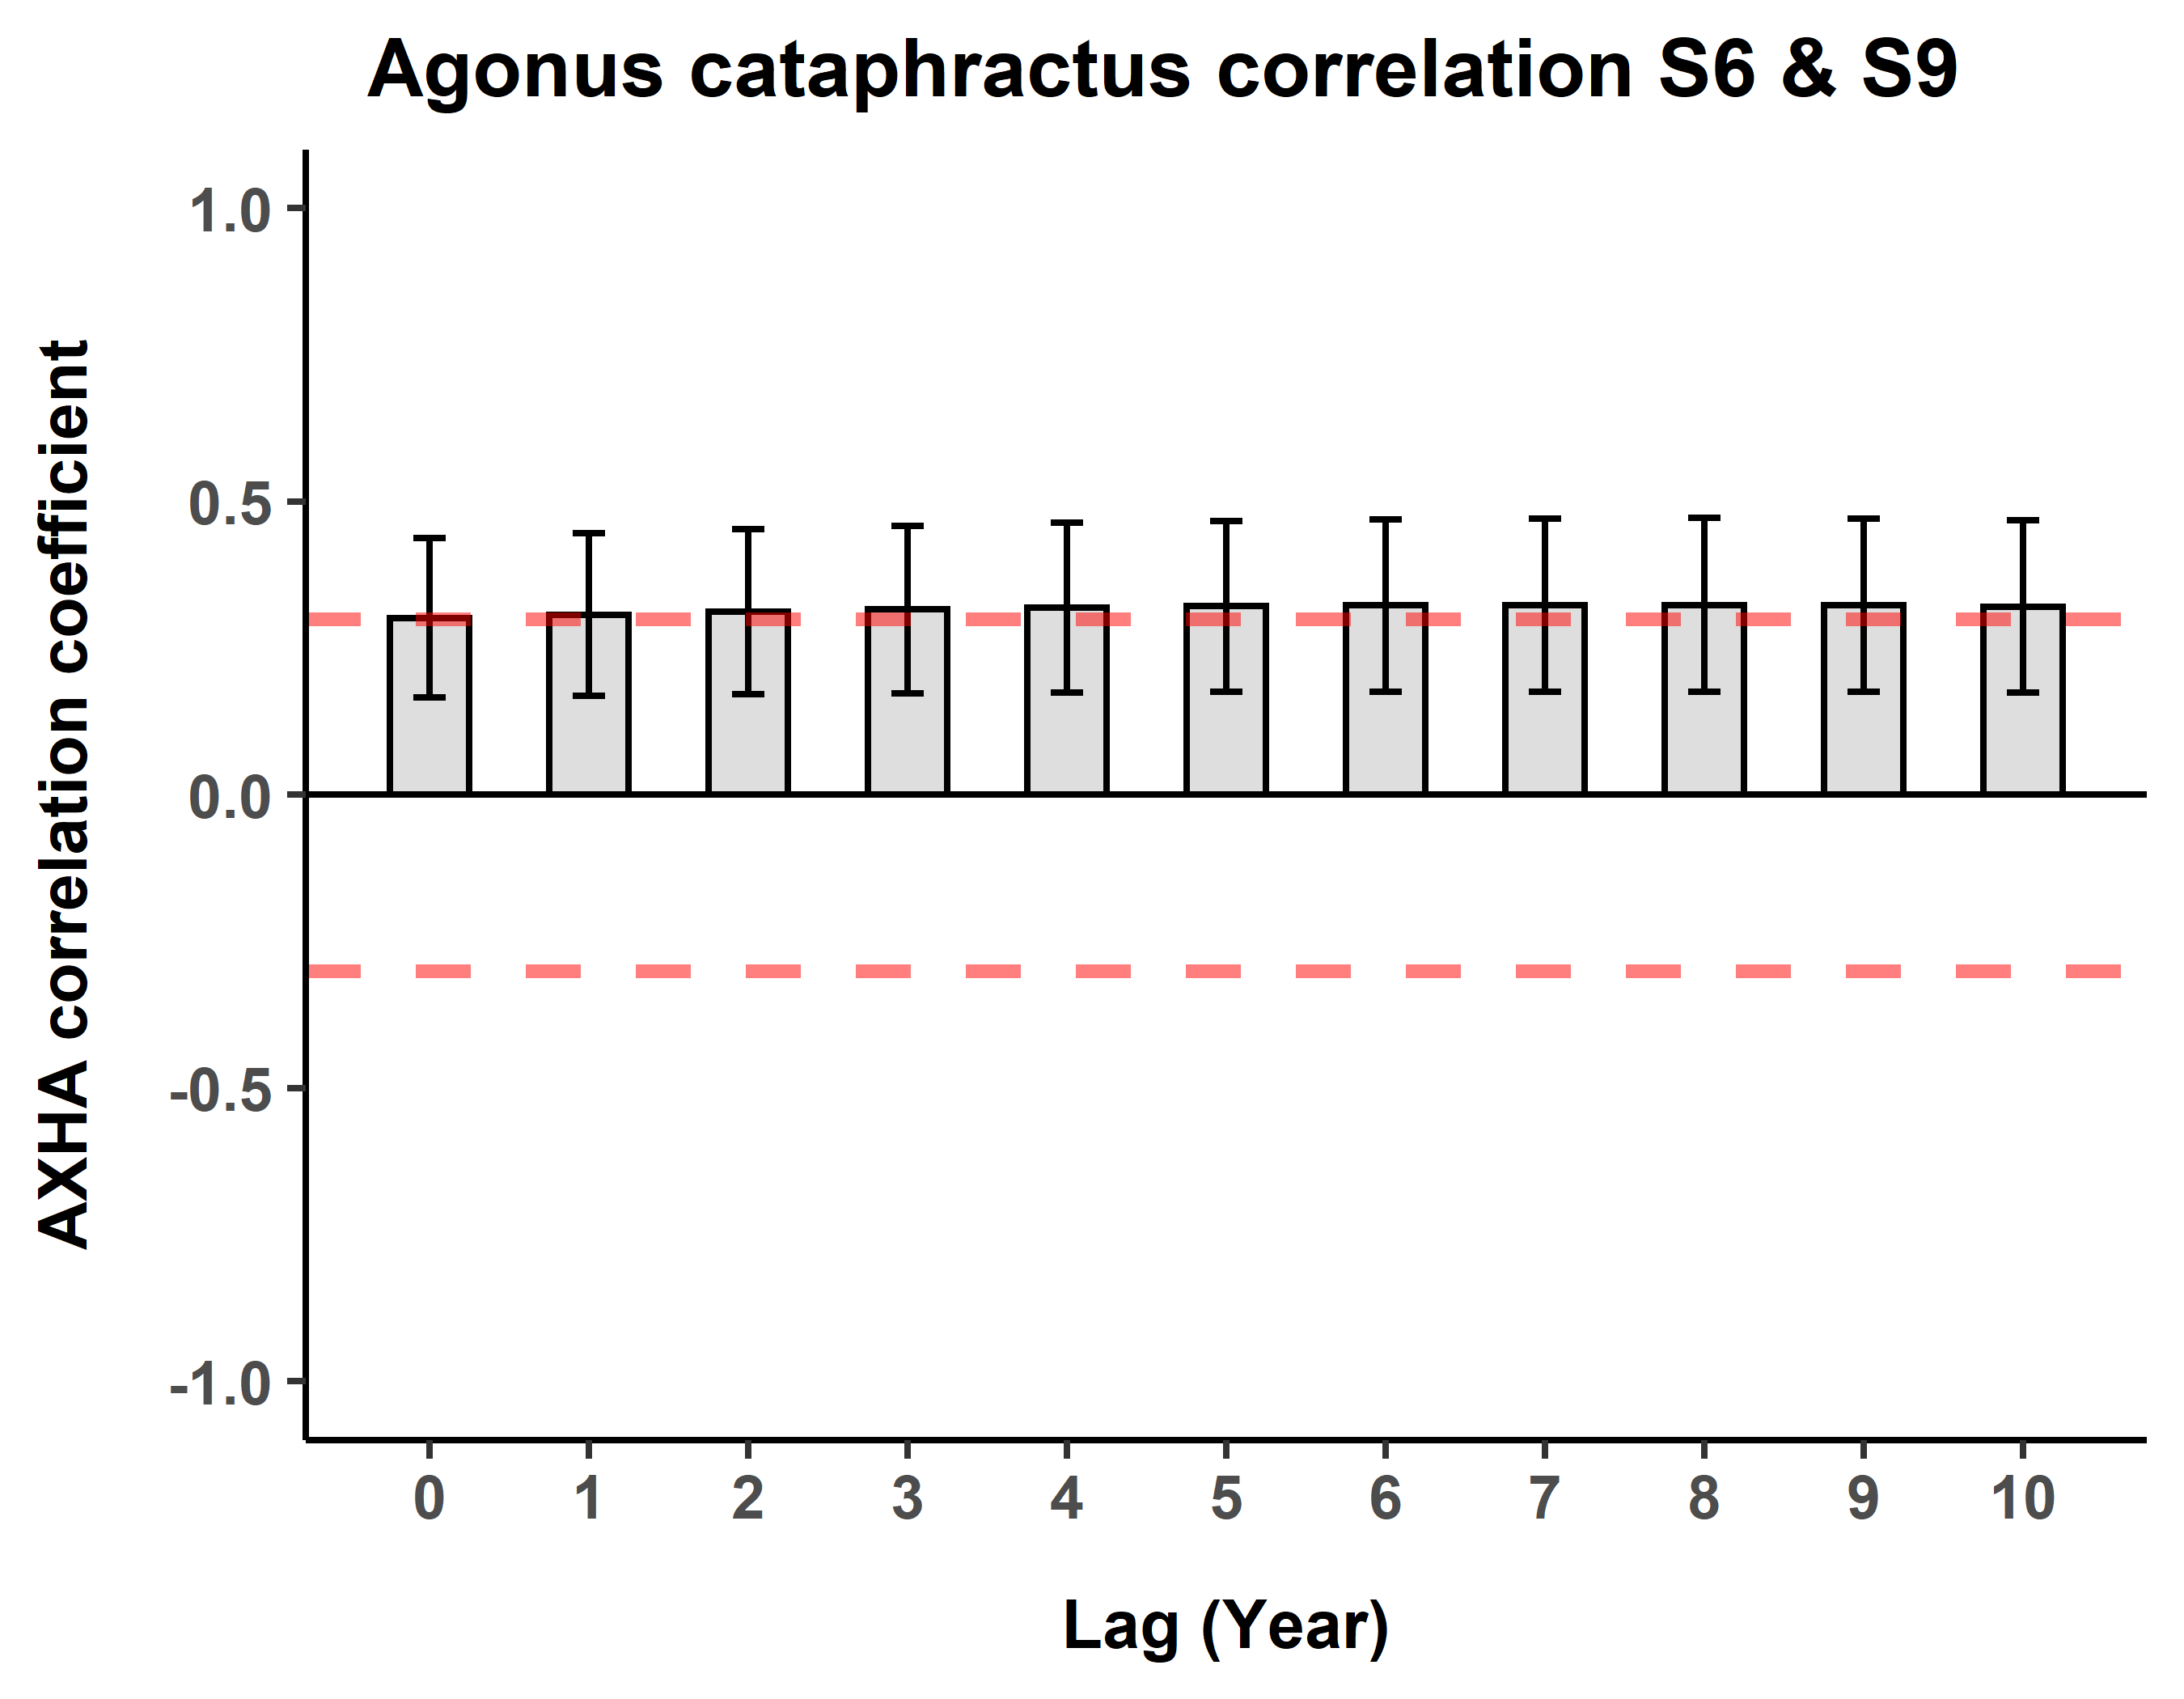 Agonus cataphractus correlation S6 & S9
AXHA correlation coefficient
1.0
0.5
0.0
-0.5
-1.0
0 1 2 3 4 5 6 7 8 9 10
Lag (Year)